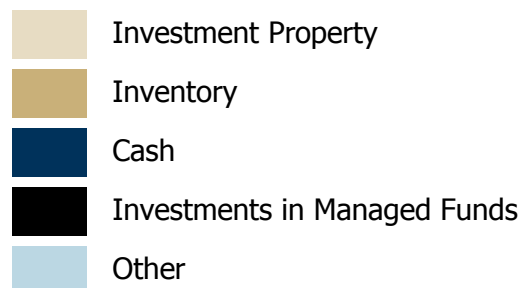 Investment Property
Inventory
Cash
Investments in Managed Funds
Other